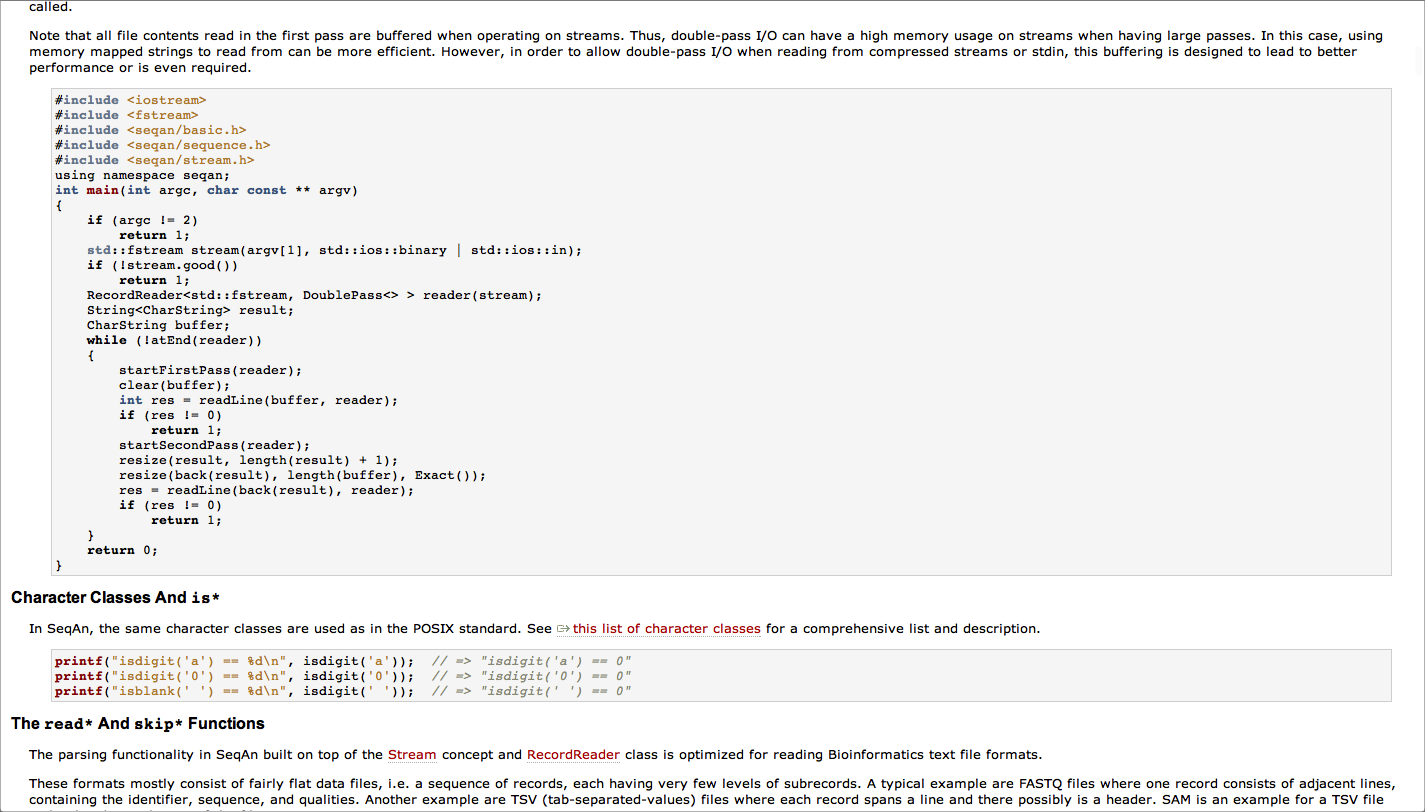 called.
Note that all file contents read in the first pass are buffered when operating on streams. Thus, double-pass I/O can have a high memory usage on streams when having large passes. In this case, using
memory mapped strings to read from can be more efficient. However, in order to allow double-pass I/O when reading from compressed streams or stdin, this buffering is designed to lead to better
performance or is even required.
#include <iostream>
#include <fstream>
#include <seqan/basic.h>
#include <seqan/sequence.h>
#include <seqan/stream.h>
using namespace seqan;
int main(int argc, char const ** argv)
{
    if (argc != 2)
        return 1;
    std::fstream stream(argv[1], std::ios::binary | std::ios::in);
    if (!stream.good())
        return 1;
    RecordReader<std::fstream, DoublePass<> > reader(stream);
    String<CharString> result;
    CharString buffer;
    while (!atEnd(reader))
    {
        startFirstPass(reader);
        clear(buffer);
        int res = readLine(buffer, reader);
        if (res != 0)
            return 1;
        startSecondPass(reader);
        resize(result, length(result) + 1);
        resize(back(result), length(buffer), Exact());
        res = readLine(back(result), reader);
        if (res != 0)
            return 1;
    }
    return 0;
}
Character Classes And is*
In SeqAn, the same character classes are used as in the POSIX standard. See this list of character classes for a comprehensive list and description.
printf("isdigit('a') == %d\n", isdigit('a'));  // => "isdigit('a') == 0"
printf("isdigit('0') == %d\n", isdigit('0'));  // => "isdigit('0') == 0"
printf("isblank(' ') == %d\n", isdigit(' '));  // => "isdigit(' ') == 0"
The read* And skip* Functions
The parsing functionality in SeqAn built on top of the Stream concept and RecordReader class is optimized for reading Bioinformatics text file formats.
These formats mostly consist of fairly flat data files, i.e. a sequence of records, each having very few levels of subrecords. A typical example are FASTQ files where one record consists of adjacent lines,
containing the identifier, sequence, and qualities. Another example are TSV (tab-separated-values) files where each record spans a line and there possibly is a header. SAM is an example for a TSV file